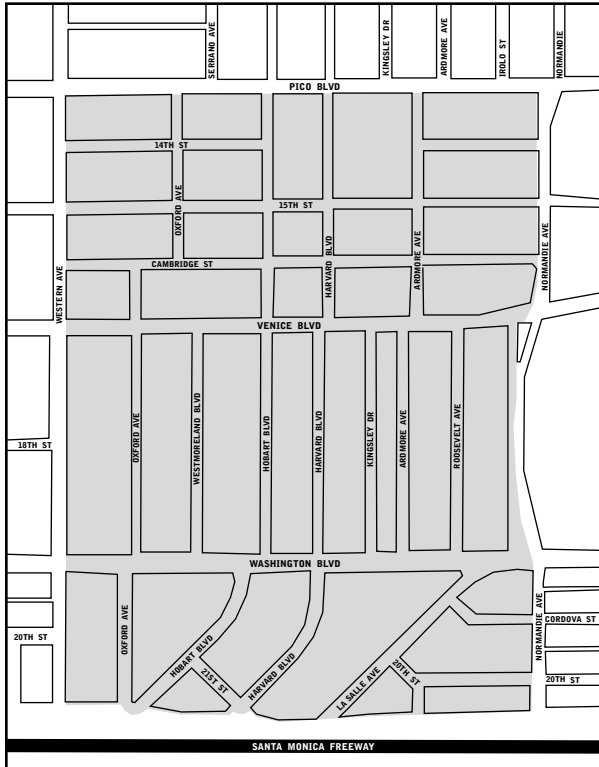 SERRANO AVE
KINGSLEY DR
ARDMORE AVE
IROLO ST
NORMANDIE
PICO BLVD
14TH ST
OXFORD AVE
15TH ST
HARVARD BLVD
ARDMORE AVE
NORMANDIE AVE
WESTERN AVE
CAMBRIDGE ST
VENICE BLVD
18TH ST
OXFORD AVE
WESTMORELAND BLVD
HOBART BLVD
HARVARD BLVD
KINGSLEY DR
ARDMORE AVE
ROOSEVELT AVE
WASHINGTON BLVD
20TH ST
OXFORD AVE
HOBART BLVD
21ST ST
HARVARD BLVD
LA SALLE AVE
20TH ST
NORMANDIE AVE
CORDOVA ST
20TH ST
SANTA MONICA FREEWAY